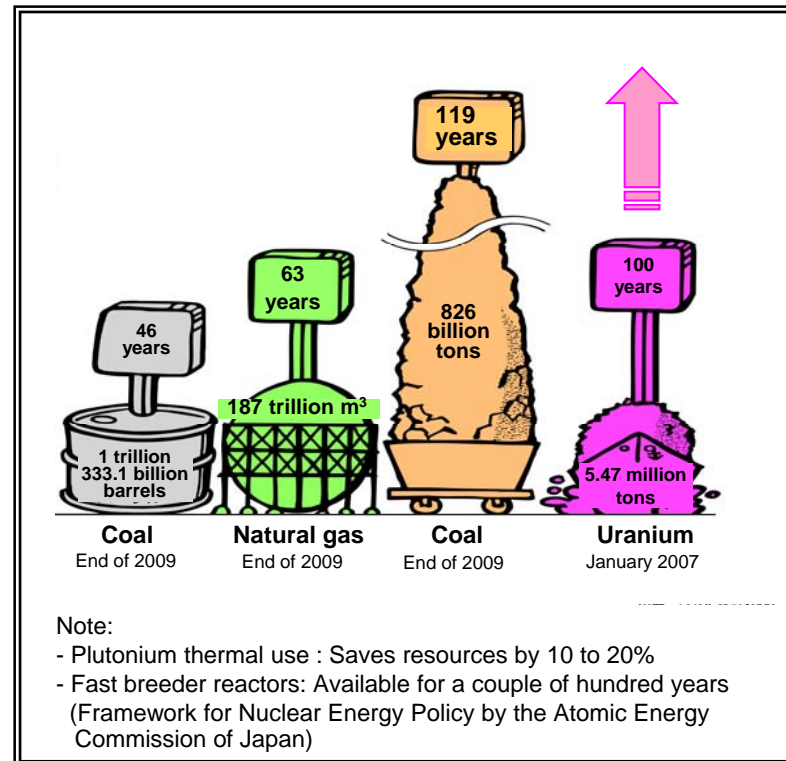 119
years
63
years
100
years
46
years
826
billion
tons
187 trillion m³
1 trillion
333.1 billion
barrels
5.47 million
tons
Coal
Natural gas
Coal
Uranium
End of 2009
End of 2009
End of 2009
January 2007
Note:
- Plutonium thermal use : Saves resources by 10 to 20%
- Fast breeder reactors: Available for a couple of hundred years
(Framework for Nuclear Energy Policy by the Atomic Energy
Commission of Japan)